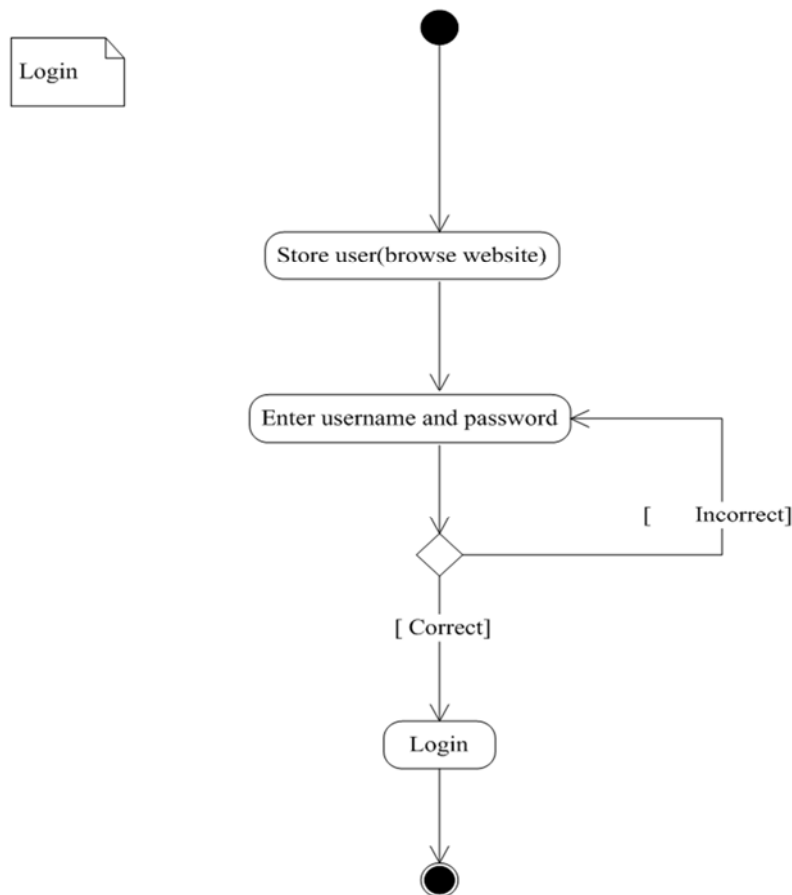 Login
Store user(browse website)
Enter username and password
[ Incorrect]
[ Correct]
Login